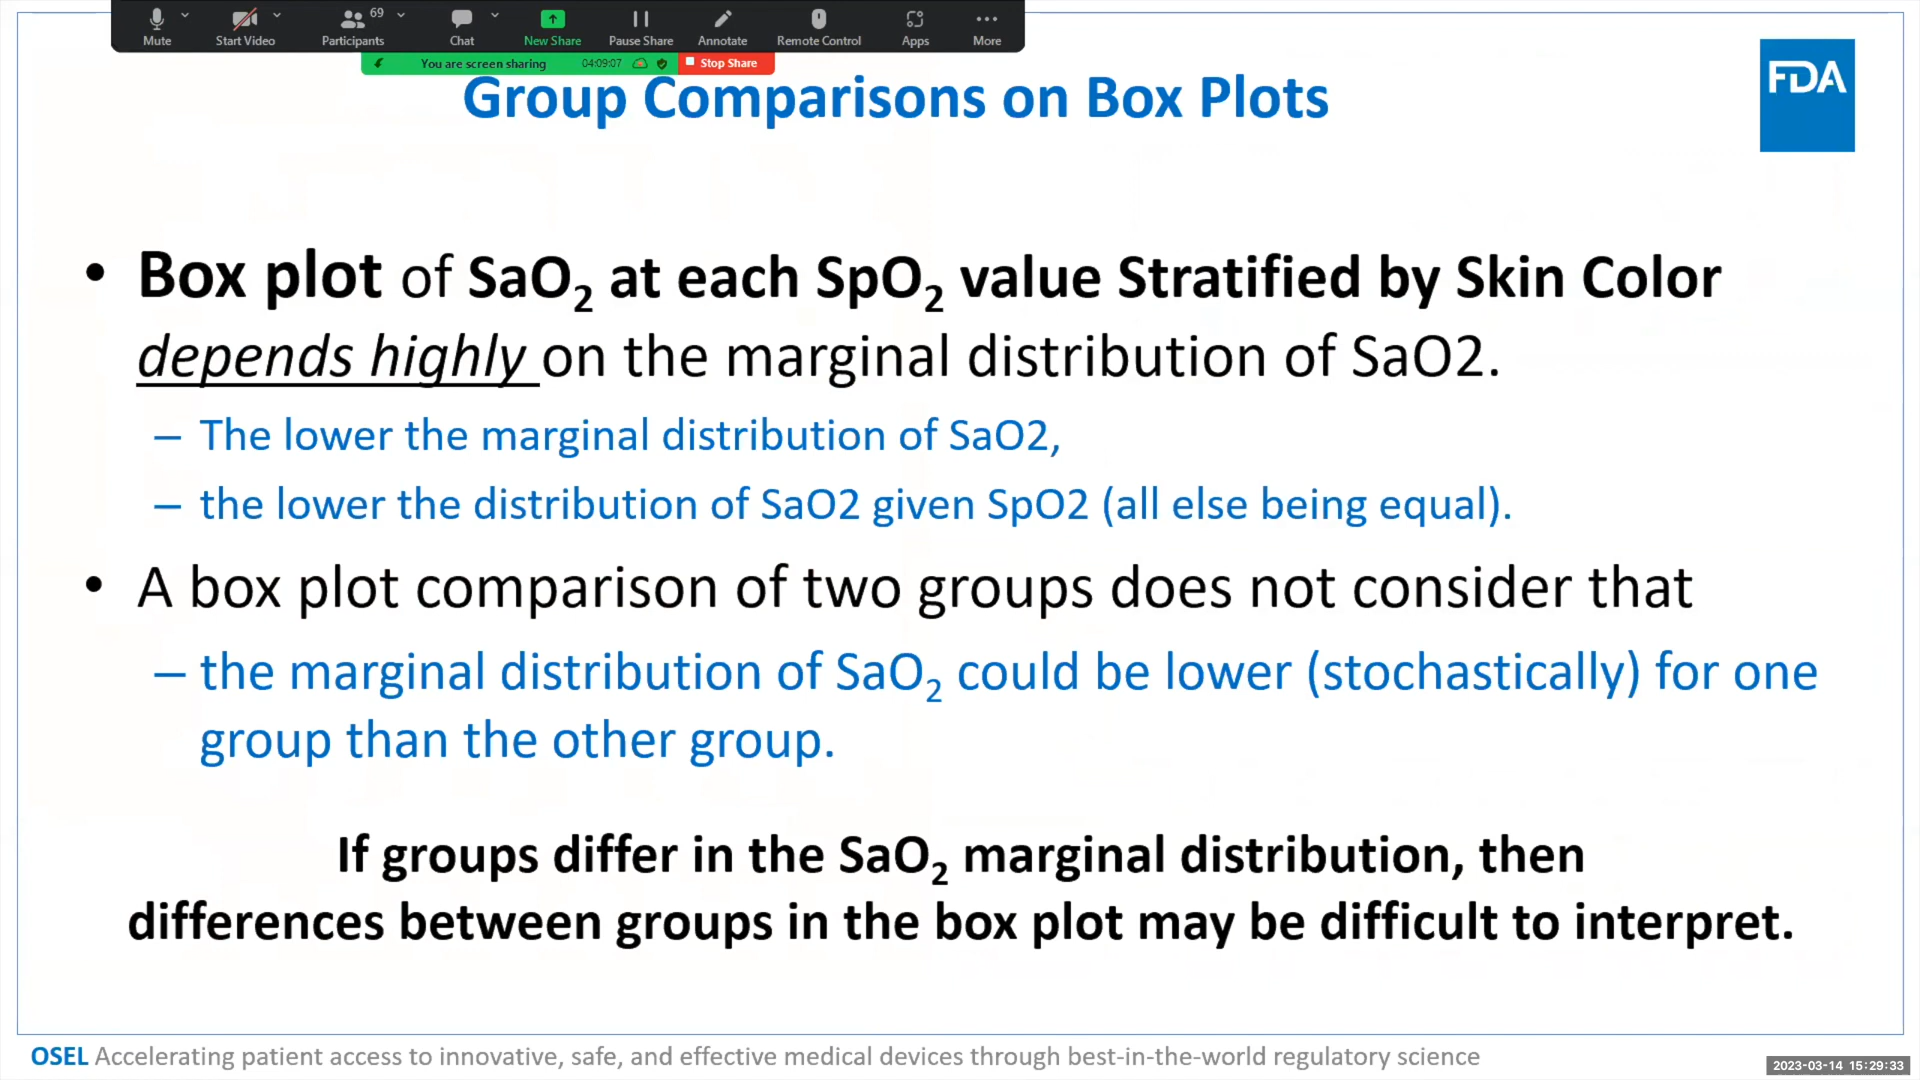 Mute Start Video Participants 69 Chat New Share Pause Share Annotate Remote Control Apps More
You are screen sharing 04:09:07 Stop Share
Group Comparisons on Box Plots
FDA
• Box plot of SaO₂ at each SpO₂ value Stratified by Skin Color
depends highly on the marginal distribution of SaO2.
– The lower the marginal distribution of SaO2,
– the lower the distribution of SaO2 given SpO2 (all else being equal).
• A box plot comparison of two groups does not consider that
– the marginal distribution of SaO₂ could be lower (stochastically) for one
group than the other group.
If groups differ in the SaO₂ marginal distribution, then
differences between groups in the box plot may be difficult to interpret.
OSEL Accelerating patient access to innovative, safe, and effective medical devices through best-in-the-world regulatory science
2023-03-14 15:29:33